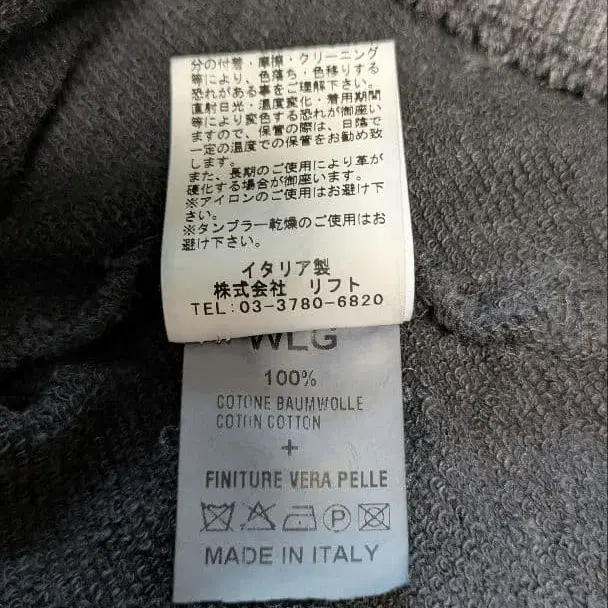 分の付着・摩擦・クリーニング
等により、色落ち・色移りする
恐れがある事をご理解下さい。
直射日光・温度変化・着用期間
等により変色する恐れが御座い
ますので、保管の際は、日陰で
一定の温度での保管をお勧め致
します。
また、長期のご使用により革が
硬化する場合が御座います。
※アイロンのご使用はお避け下
さい。
※タンブラー乾燥のご使用はお
避け下さい。
イタリア製
株式会社 リフト
TEL:03-3780-6820
WLG
100%
COTONE BAUMWOLLE
COTON COTTON
+
FINITURE VERA PELLE
P
MADE IN ITALY